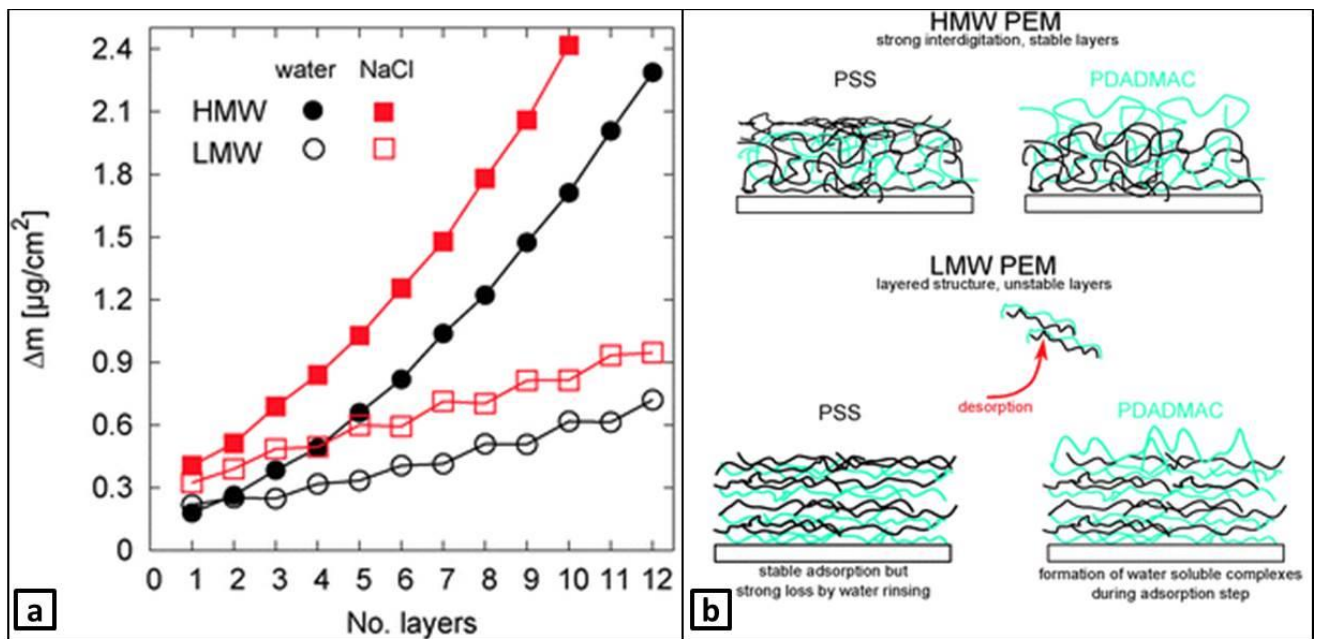 2.4
2.1
1.8
1.5
1.2
0.9
0.6
0.3
0
Δm [µg/cm²]
water NaCl
HMW
LMW
0 1 2 3 4 5 6 7 8 9 10 11 12
No. layers
a
HMW PEM
strong interdigitation, stable layers
PSS PDADMAC
LMW PEM
layered structure, unstable layers
desorption
PSS PDADMAC
stable adsorption but
strong loss by water rinsing
formation of water soluble complexes
during adsorption step
b